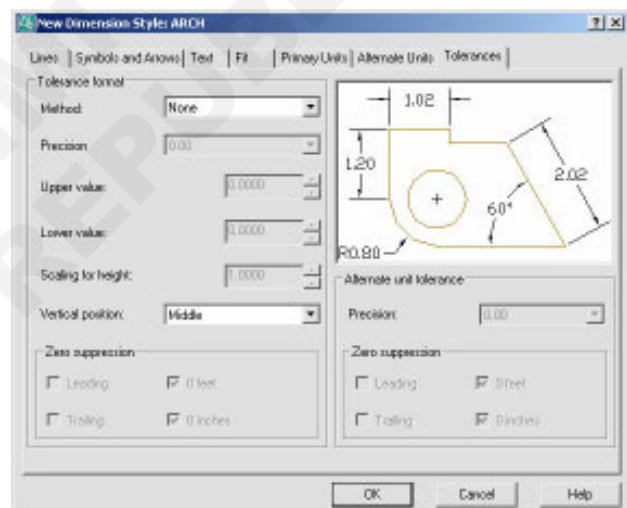 New Dimension Style: ARCH
Lines Symbols and Arrows Text Fit Primary Units Alternate Units Tolerances
Tolerance format
Method: None
Precision 0.00
Upper value: 0.0000
Lower value: 0.0000
Scaling for height: 1.0000
Vertical position: Middle
Zero suppression
Leading 0 feet
Trailing 0 inches
1.02
1.20
2.02
60°
R0.80
Alternate unit tolerance
Precision: 0.00
Zero suppression
Leading 0 feet
Trailing 0 inches
OK Cancel Help